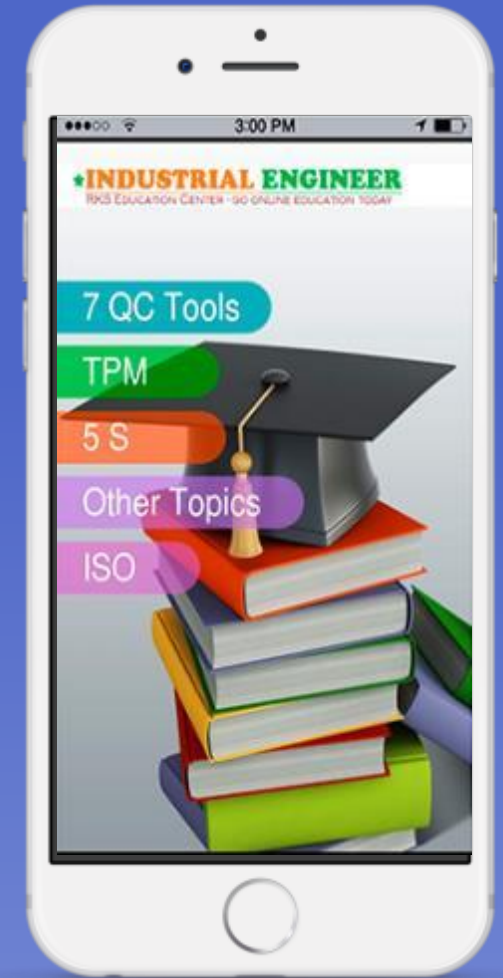 3:00 PM
INDUSTRIAL ENGINEER
RKS EDUCATION CENTER - GO ONLINE EDUCATION TODAY
7 QC Tools
TPM
5 S
Other Topics
ISO